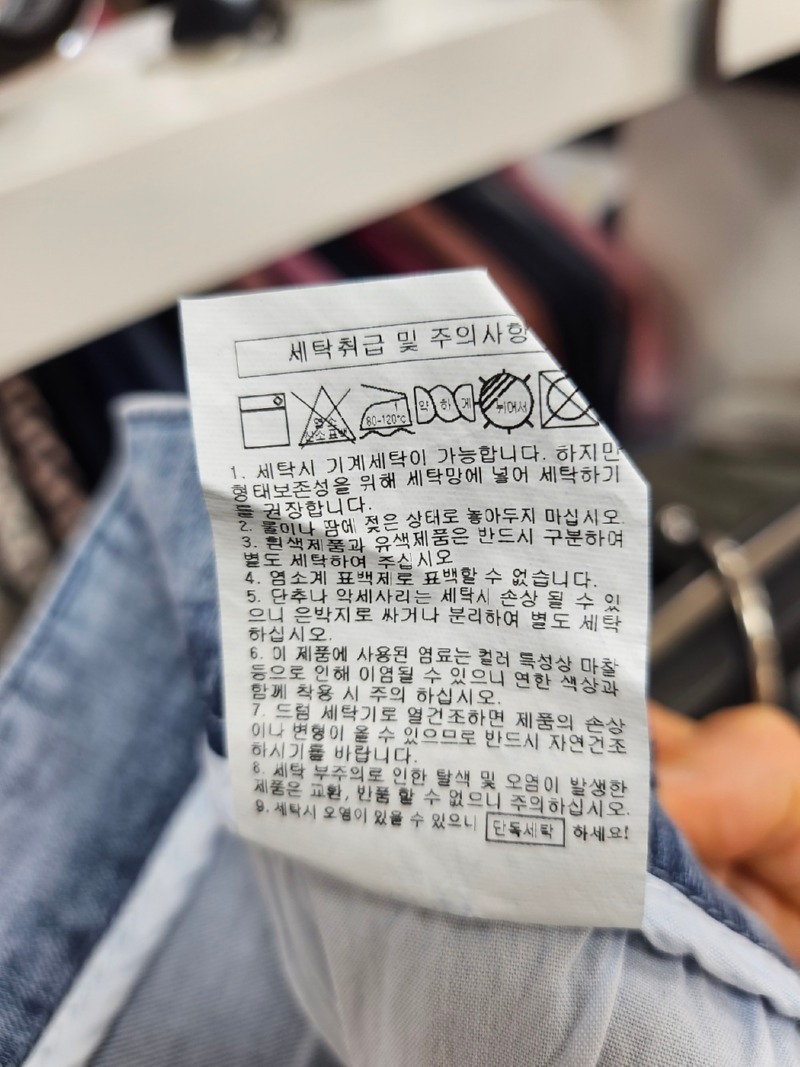 세탁취급 및 주의사항
염소
산소표백
80-120℃
약 하 게
뉘어서
1. 세탁시 기계세탁이 가능합니다. 하지만
형태보존성을 위해 세탁망에 넣어 세탁하기
를 권장합니다.
2. 물이나 땀에 젖은 상태로 놓아두지 마십시오.
3. 흰색제품과 유색제품은 반드시 구분하여
별도 세탁하여 주십시오
4. 염소계 표백제로 표백할 수 없습니다.
5. 단추나 악세사리는 세탁시 손상 될 수 있
으니 은박지로 싸거나 분리하여 별도 세탁
하십시오.
6. 이 제품에 사용된 염료는 컬러 특성상 마찰
등으로 인해 이염될 수 있으니 연한 색상과
함께 착용 시 주의 하십시오.
7. 드럼 세탁기로 열건조하면 제품의 손상
이나 변형이 올 수 있으므로 반드시 자연건조
하시기를 바랍니다.
8. 세탁 부주의로 인한 탈색 및 오염이 발생한
제품은 교환, 반품 할 수 없으니 주의하십시오.
9. 세탁시 오염이 있을 수 있으니 단독세탁 하세요!